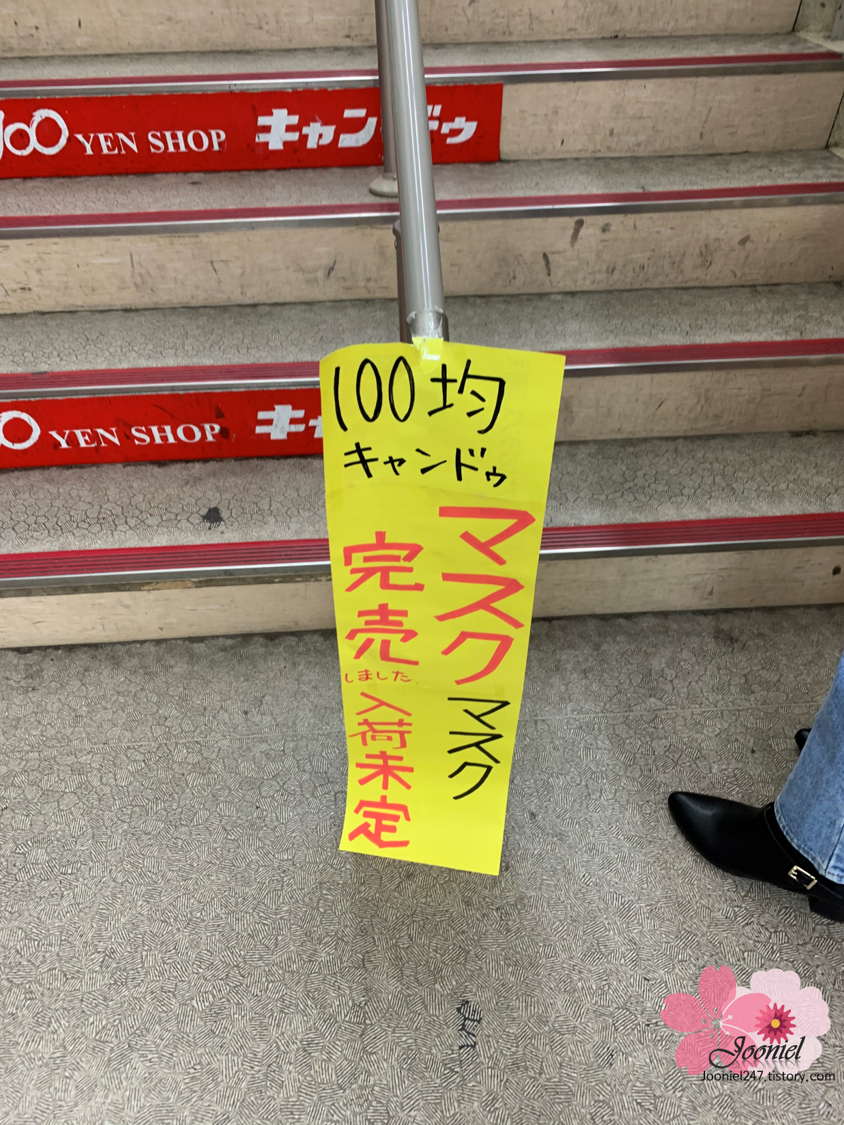 100 YEN SHOP キャンドゥ
YEN SHOP キャ
100均
キャンドゥ
マスク
マスク
完売
しました、
入荷未定
Jooniel
Jooniel247.tistory.com